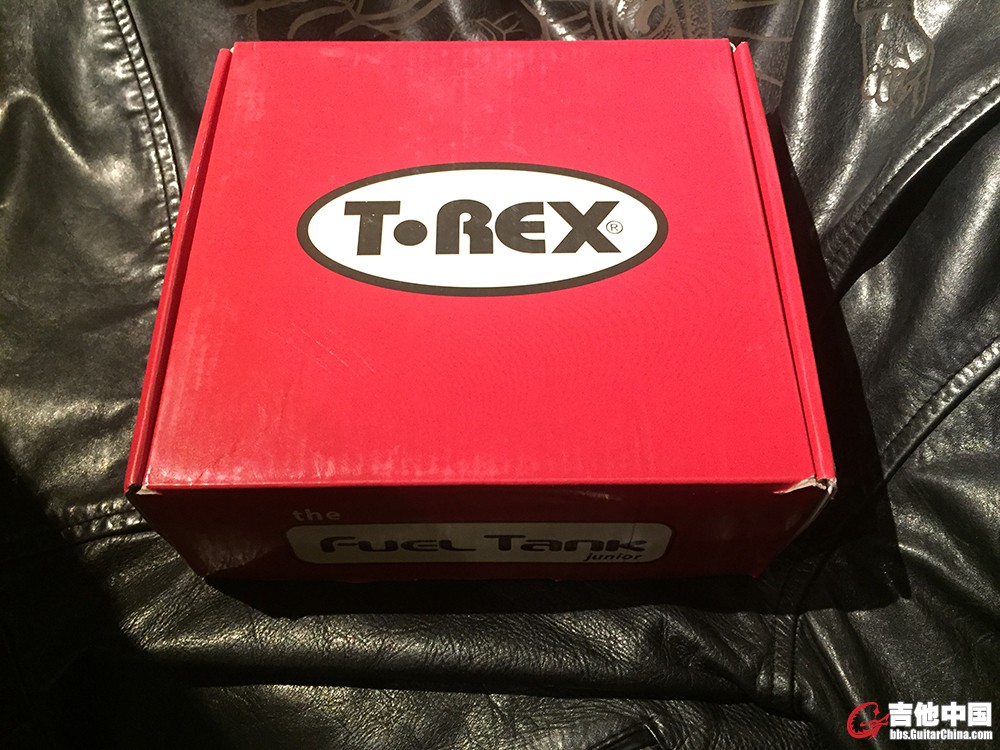 T•REX®
the
Fuel Tank
junior
吉他中国
bbs.GuitarChina.com